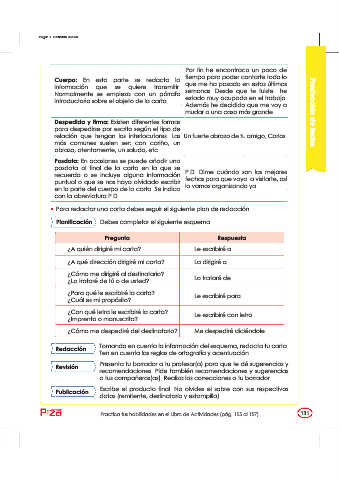 Cuerpo: En esta parte se redacta la
información que se quiere transmitir.
Normalmente se empieza con un párrafo
introductorio sobre el objeto de la carta.
Por fin he encontrado un poco de
tiempo para poder contarte todo lo
que me ha pasado en estas últimas
semanas. Desde que te fuiste he
estado muy ocupado en el trabajo.
Además he decidido que me voy a
mudar a una casa más grande.
Despedida y Firma: Existen diferentes formas
para despedirse por escrito según el tipo de
relación que tengan los interlocutores. Las
más comunes suelen ser: con cariño, un
abrazo, atentamente, un saludo, etc.
Un fuerte abrazo de tu amigo, Carlos
Posdata: En ocasiones se puede añadir una
posdata al final de la carta en la que se
recuerda o se incluye alguna información
puntual o que se nos haya olvidado escribir
en la parte del cuerpo de la carta. Se indica
con la abreviatura P.D.
P.D. Dime cuándo son las mejores
fechas para que vaya a visitarte, así
lo vamos organizando ya.
• Para redactar una carta debes seguir el siguiente plan de redacción:
Planificación Debes completar el siguiente esquema:
Pregunta Respuesta
¿A quién dirigiré mi carta? Le escribiré a
¿A qué dirección dirigiré mi carta? La dirigiré a
¿Cómo me dirigiré al destinatario?
¿Lo trataré de tú o de usted?
Lo trataré de
¿Para qué le escribiré la carta?
¿Cuál es mi propósito?
Le escribiré para
¿Con qué letra le escribiré la carta?
¿Imprenta o manuscrita?
Le escribiré con letra
¿Cómo me despediré del destinatario? Me despediré diciéndole
Redacción Tomando en cuenta la información del esquema, redacta tu carta.
Ten en cuenta las reglas de ortografía y acentuación.
Revisión Presenta tu borrador a tu profesor(a) para que te dé sugerencias y
recomendaciones. Pide también recomendaciones y sugerencias
a tus compañeros(as). Realiza las correcciones a tu borrador.
Publicación Escribe el producto final. No olvides el sobre con sus respectivos
datos (remitente, destinatario y estampilla).
Practica tus habilidades en el Libro de Actividades (pág. 155 al 157)
131